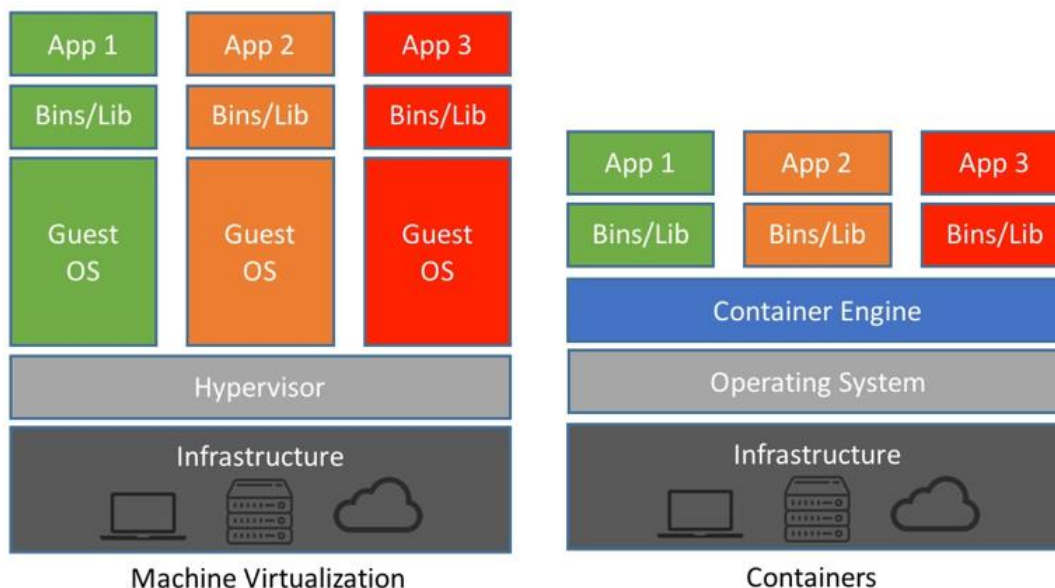 App 1
App 2
App 3
Bins/Lib
Bins/Lib
Bins/Lib
Guest
OS
Guest
OS
Guest
OS
Hypervisor
Infrastructure
Machine Virtualization
App 1
App 2
App 3
Bins/Lib
Bins/Lib
Bins/Lib
Container Engine
Operating System
Infrastructure
Containers